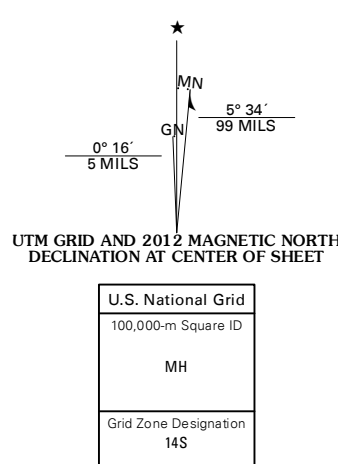 ★
MN
GN
5° 34´
99 MILS
0° 16´
5 MILS
UTM GRID AND 2012 MAGNETIC NORTH
DECLINATION AT CENTER OF SHEET
U.S. National Grid
100,000-m Square ID
MH
Grid Zone Designation
14S